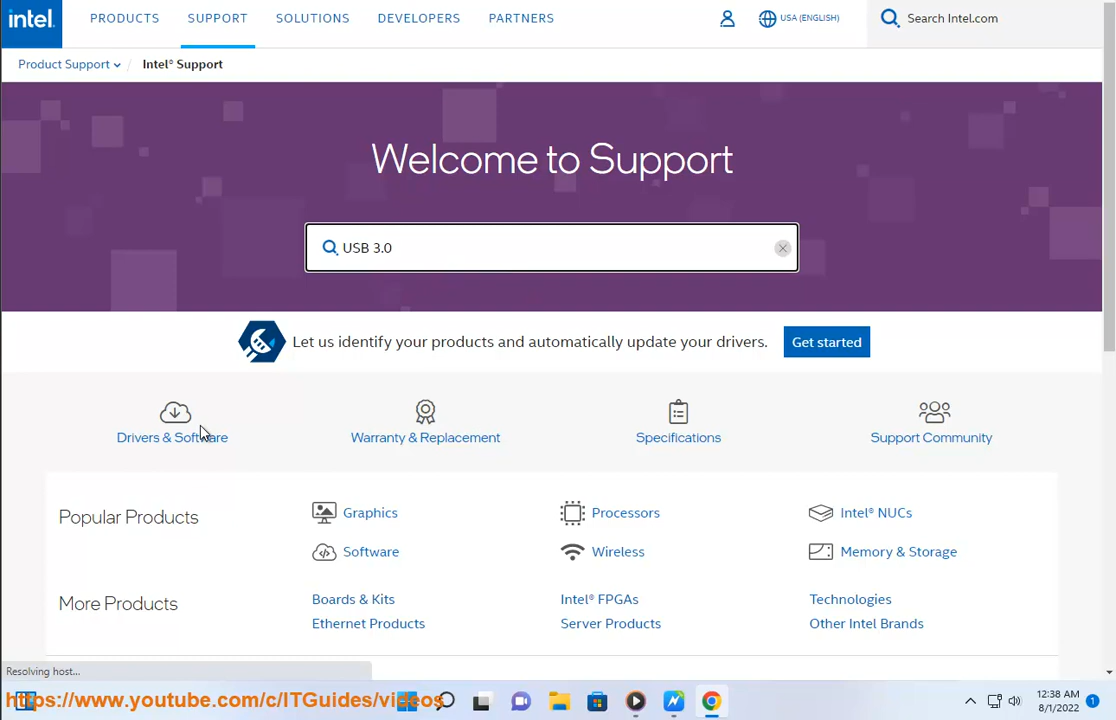 intel.
PRODUCTS SUPPORT SOLUTIONS DEVELOPERS PARTNERS USA (ENGLISH) Search Intel.com
Product Support / Intel® Support
Welcome to Support
USB 3.0
Let us identify your products and automatically update your drivers. Get started
Drivers & Software Warranty & Replacement Specifications Support Community
Popular Products Graphics Processors Intel® NUCs
Software Wireless Memory & Storage
More Products Boards & Kits Intel® FPGAs Technologies
Ethernet Products Server Products Other Intel Brands
Resolving host...
https://www.youtube.com/c/ITGuides/videos
12:38 AM
8/1/2022 1